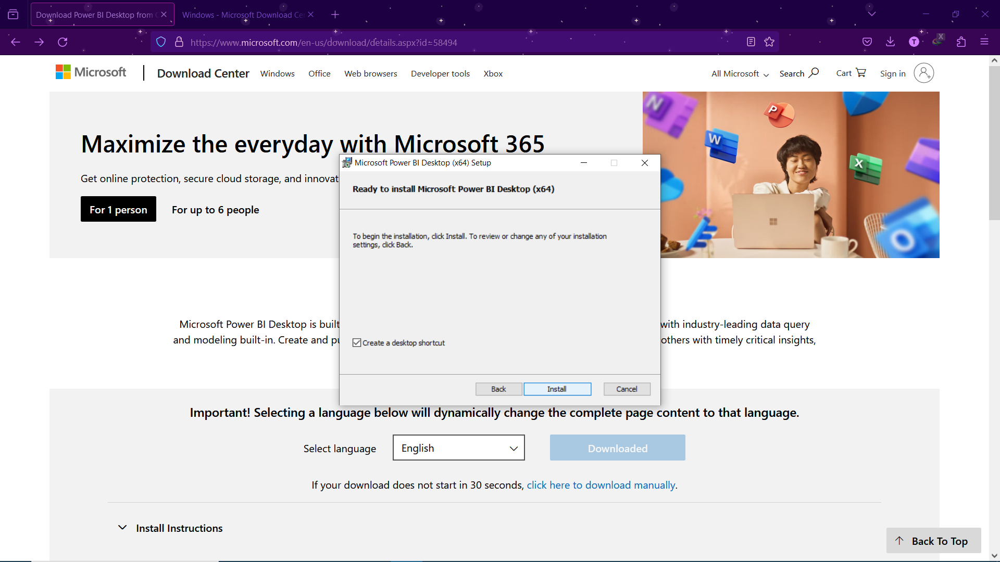 Download Power BI Desktop from
Windows - Microsoft Download Ce
https://www.microsoft.com/en-us/download/details.aspx?id=58494
T
X
Microsoft
Download Center
Windows
Office
Web browsers
Developer tools
Xbox
All Microsoft
Search
Cart
Sign in
Maximize the everyday with Microsoft 365
Get online protection, secure cloud storage, and innovat
For 1 person
For up to 6 people
N
P
W
X
O
Microsoft Power BI Desktop (x64) Setup
Ready to install Microsoft Power BI Desktop (x64)
To begin the installation, click Install. To review or change any of your installation
settings, click Back.
Create a desktop shortcut
Back
Install
Cancel
Microsoft Power BI Desktop is built with industry-leading data query
and modeling built-in. Create and pu others with timely critical insights,
Important! Selecting a language below will dynamically change the complete page content to that language.
Select language
English
Downloaded
If your download does not start in 30 seconds, click here to download manually.
Install Instructions
Back To Top